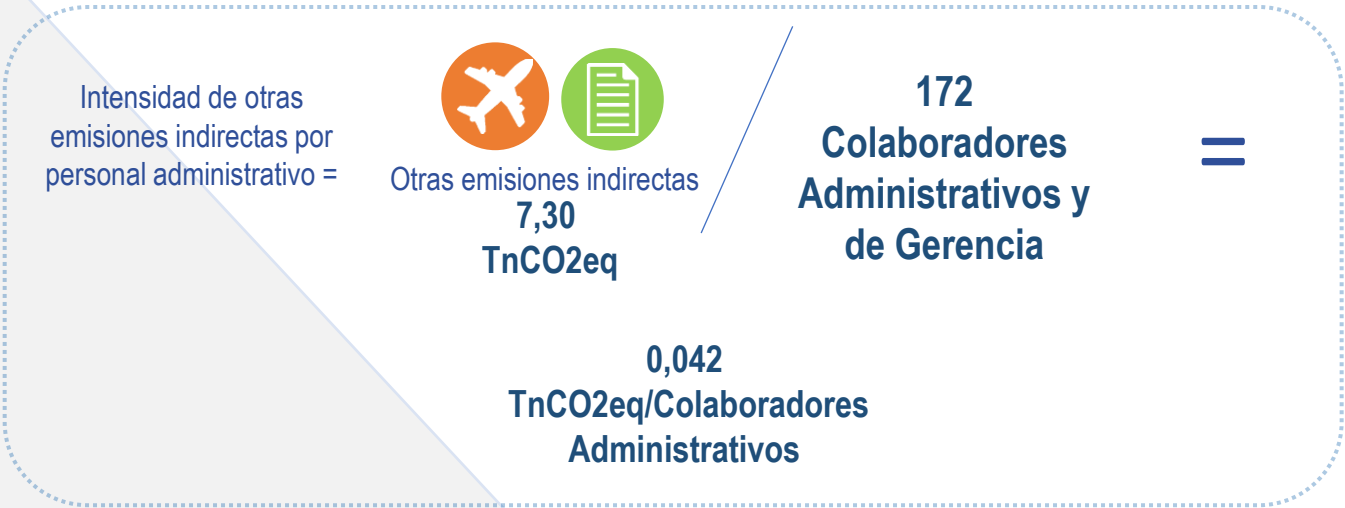 Intensidad de otras
emisiones indirectas por
personal administrativo =
Otras emisiones indirectas
7,30
TnCO2eq
172
Colaboradores
Administrativos y
de Gerencia
=
0,042
TnCO2eq/Colaboradores
Administrativos